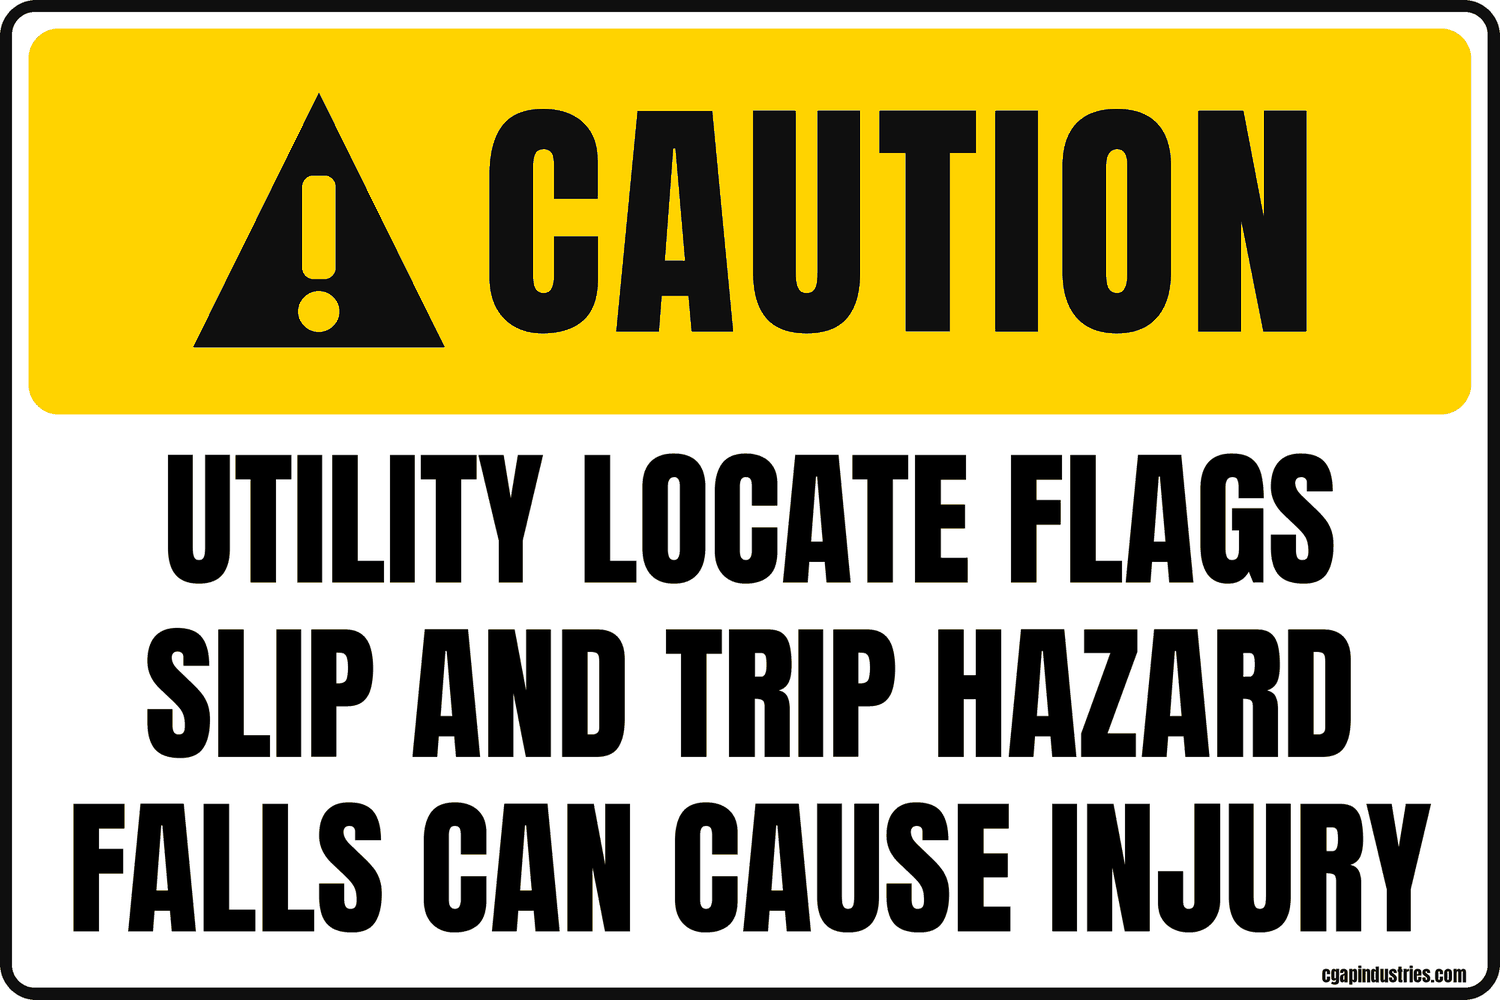 CAUTION
UTILITY LOCATE FLAGS
SLIP AND TRIP HAZARD
FALLS CAN CAUSE INJURY
cgapindustries.com